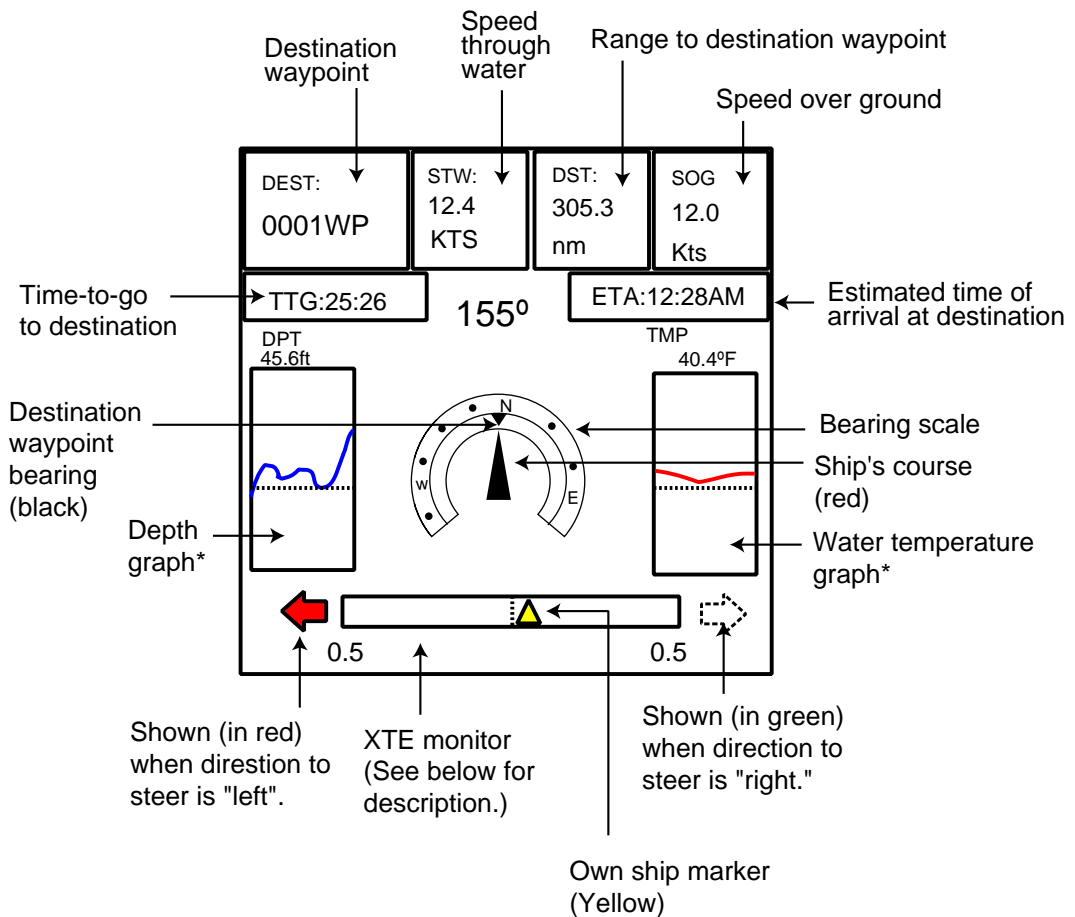 Destination
waypoint
Speed
through
water
Range to destination waypoint
Speed over ground
DEST:
0001WP
STW:
12.4
KTS
DST:
305.3
nm
SOG
12.0
Kts
Time-to-go
to destination
TTG:25:26
155º
ETA:12:28AM
Estimated time of
arrival at destination
DPT
45.6ft
TMP
40.4ºF
Destination
waypoint
bearing
(black)
N
W
E
Bearing scale
Ship's course
(red)
Depth
graph*
Water temperature
graph*
0.5
0.5
Shown (in red)
when direstion to
steer is "left".
XTE monitor
(See below for
description.)
Shown (in green)
when direction to
steer is "right."
Own ship marker
(Yellow)